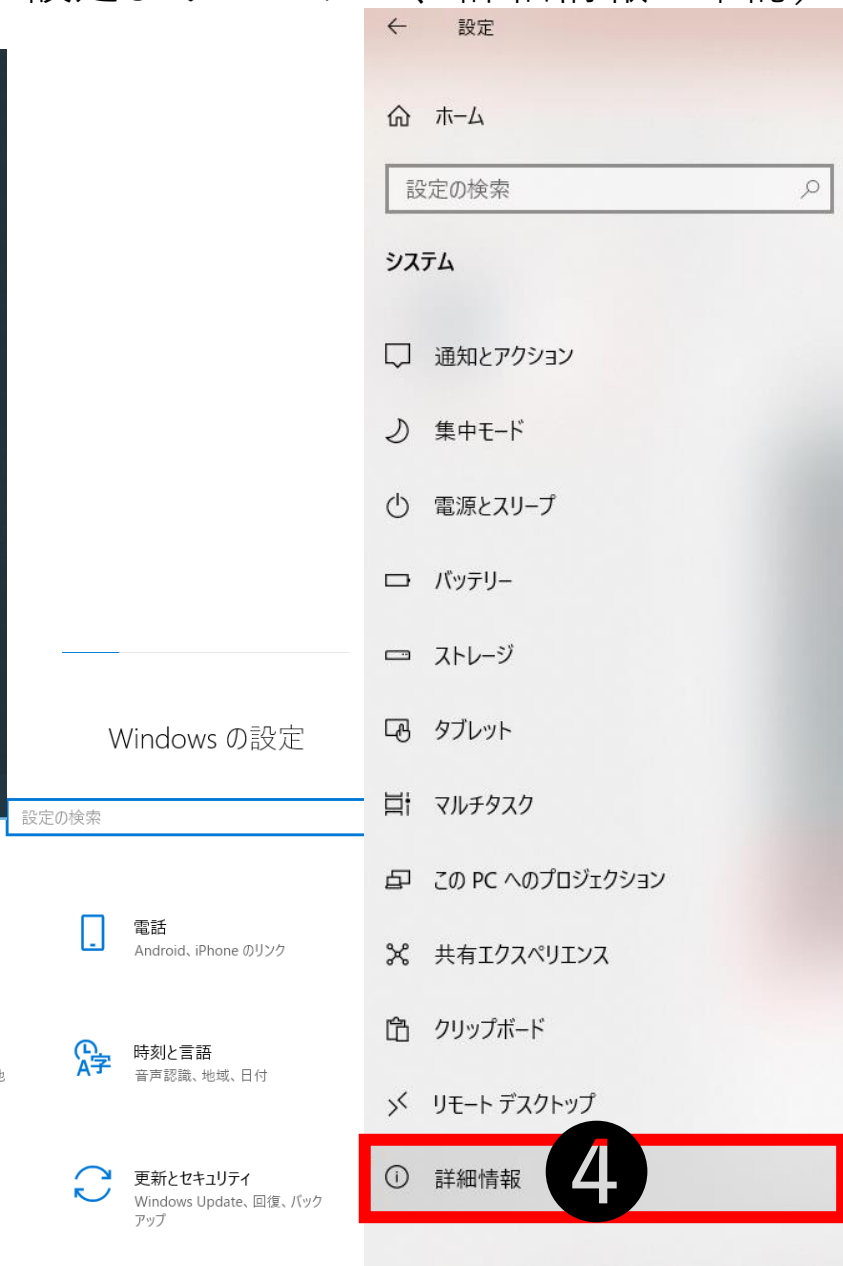 設定
ホーム
設定の検索
システム
通知とアクション
集中モード
電源とスリープ
バッテリー
ストレージ
タブレット
マルチタスク
この PC へのプロジェクション
共有エクスペリエンス
クリップボード
リモート デスクトップ
詳細情報
4
Windows の設定
設定の検索
電話
Android、iPhone のリンク
時刻と言語
音声認識、地域、日付
更新とセキュリティ
Windows Update、回復、バック
アップ